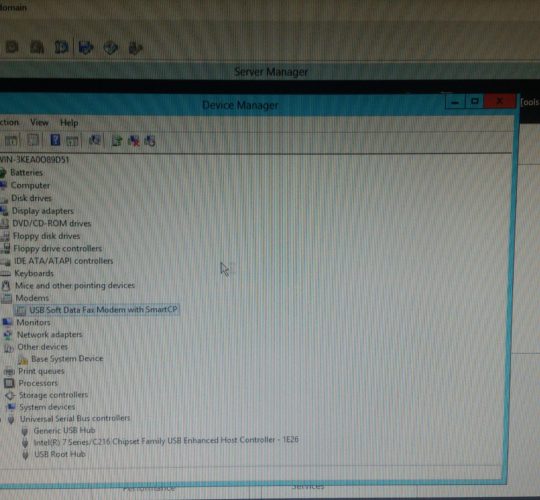 domain
Server Manager
Device Manager
Tools
ction View Help
WIN-3KEA0O89D51
Batteries
Computer
Disk drives
Display adapters
DVD/CD-ROM drives
Floppy disk drives
Floppy drive controllers
IDE ATA/ATAPI controllers
Keyboards
Mice and other pointing devices
Modems
USB Soft Data Fax Modem with SmartCP
Monitors
Network adapters
Other devices
Base System Device
Print queues
Processors
Storage controllers
System devices
Universal Serial Bus controllers
Generic USB Hub
Intel(R) 7 Series/C216 Chipset Family USB Enhanced Host Controller - 1E26
USB Root Hub
Performance
Services